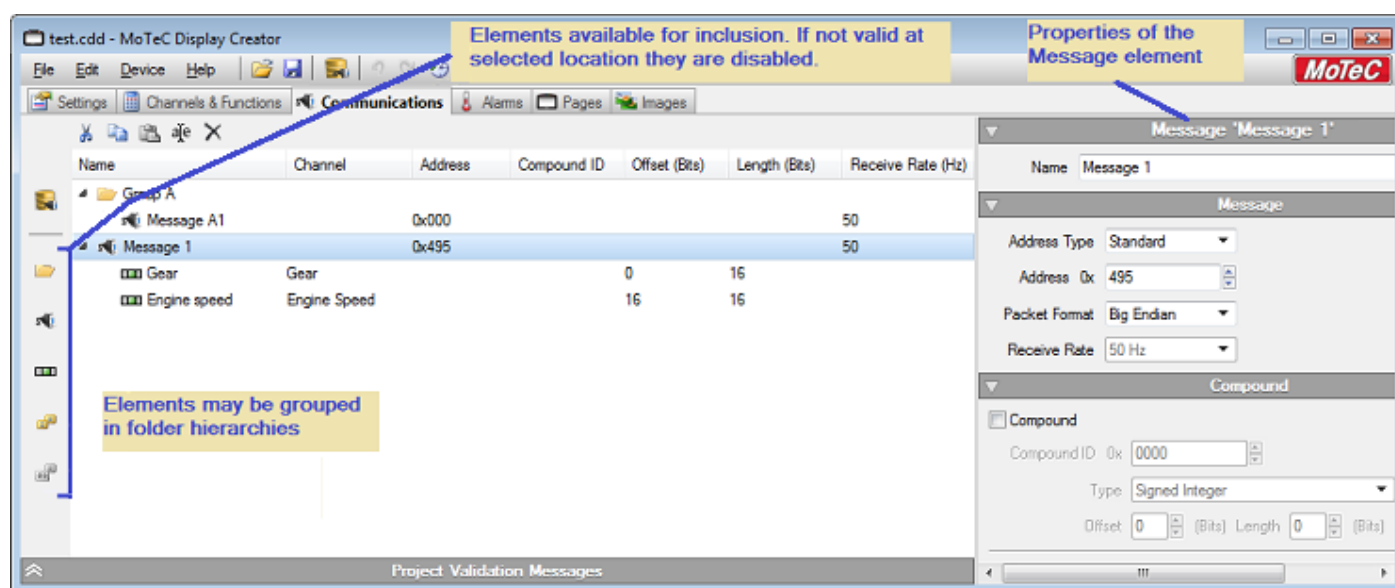 test.cdd - MoTeC Display Creator
Elements available for inclusion. If not valid at
selected location they are disabled.
Properties of the
Message element
File Edit Device Help
MoTeC
Settings Channels & Functions Communications Alarms Pages Images
Name Channel Address Compound ID Offset (Bits) Length (Bits) Receive Rate (Hz)
Group A
Message A1 0x000 50
Message 1 0x495 50
Gear Gear 0 16
Engine speed Engine Speed 16 16
Elements may be grouped
in folder hierarchies
Project Validation Messages
Message 'Message 1'
Name Message 1
Message
Address Type Standard
Address 0x 495
Packet Format Big Endian
Receive Rate 50 Hz
Compound
Compound
Compound ID 0x 0000
Type Signed Integer
Offset 0 (Bits) Length 0 (Bits)